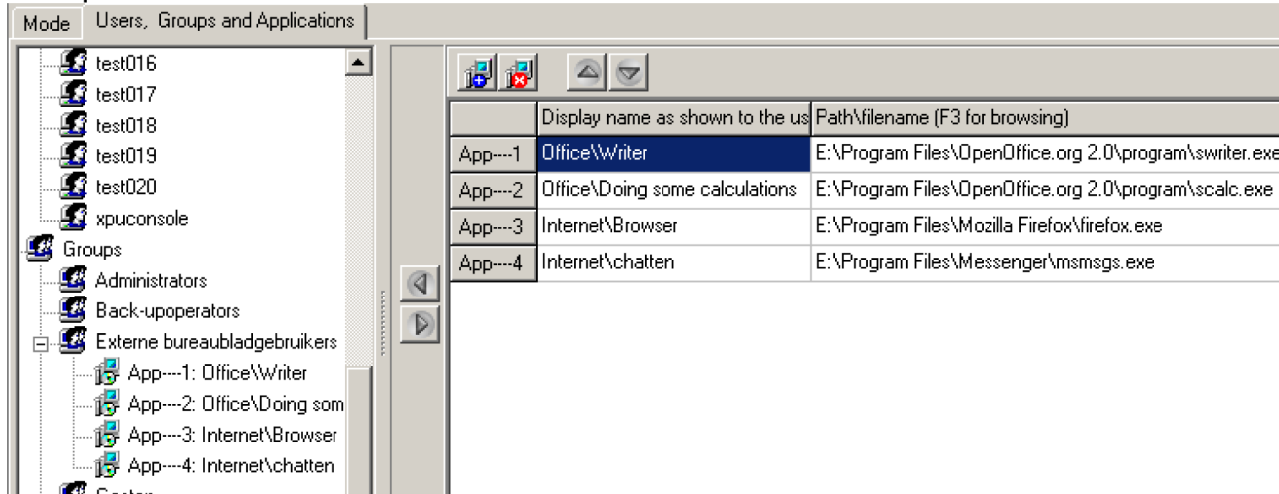 Mode Users, Groups and Applications
test016
test017
test018
test019
test020
xpuconsole
Groups
Administrators
Back-upoperators
Externe bureaubladgebruikers
App----1: Office\Writer
App----2: Office\Doing som
App----3: Internet\Browser
App----4: Internet\chatten
Display name as shown to the us Path\filename (F3 for browsing)
App----1 Office\Writer E:\Program Files\OpenOffice.org 2.0\program\swriter.exe
App----2 Office\Doing some calculations E:\Program Files\OpenOffice.org 2.0\program\scalc.exe
App----3 Internet\Browser E:\Program Files\Mozilla Firefox\firefox.exe
App----4 Internet\chatten E:\Program Files\Messenger\msmsgs.exe